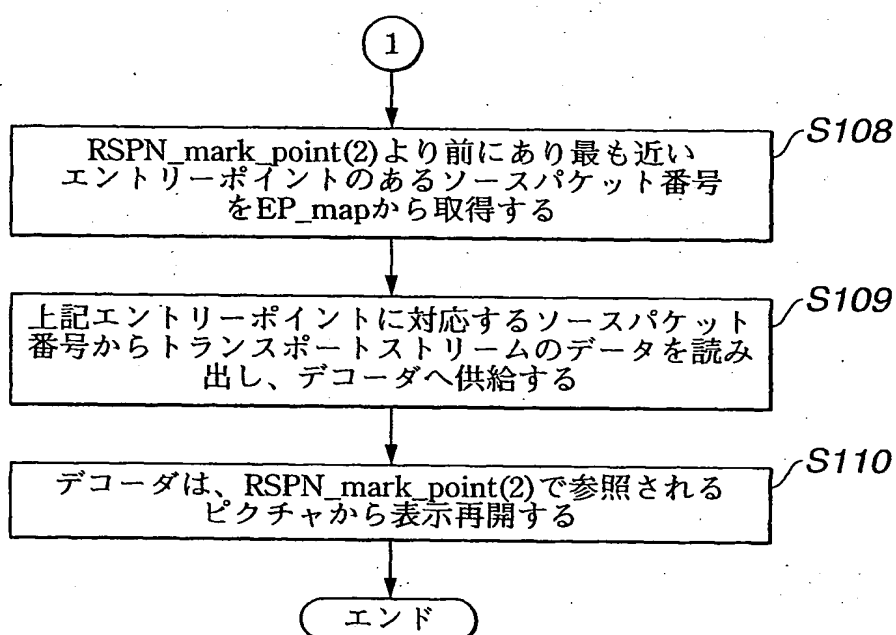 1
RSPN_mark_point(2)より前にあり最も近い
エントリーポイントのあるソースパケット番号
をEP_mapから取得する
S108
上記エントリーポイントに対応するソースパケット
番号からトランスポートストリームのデータを読み
出し、デコーダへ供給する
S109
デコーダは、RSPN_mark_point(2)で参照される
ピクチャから表示再開する
S110
エンド